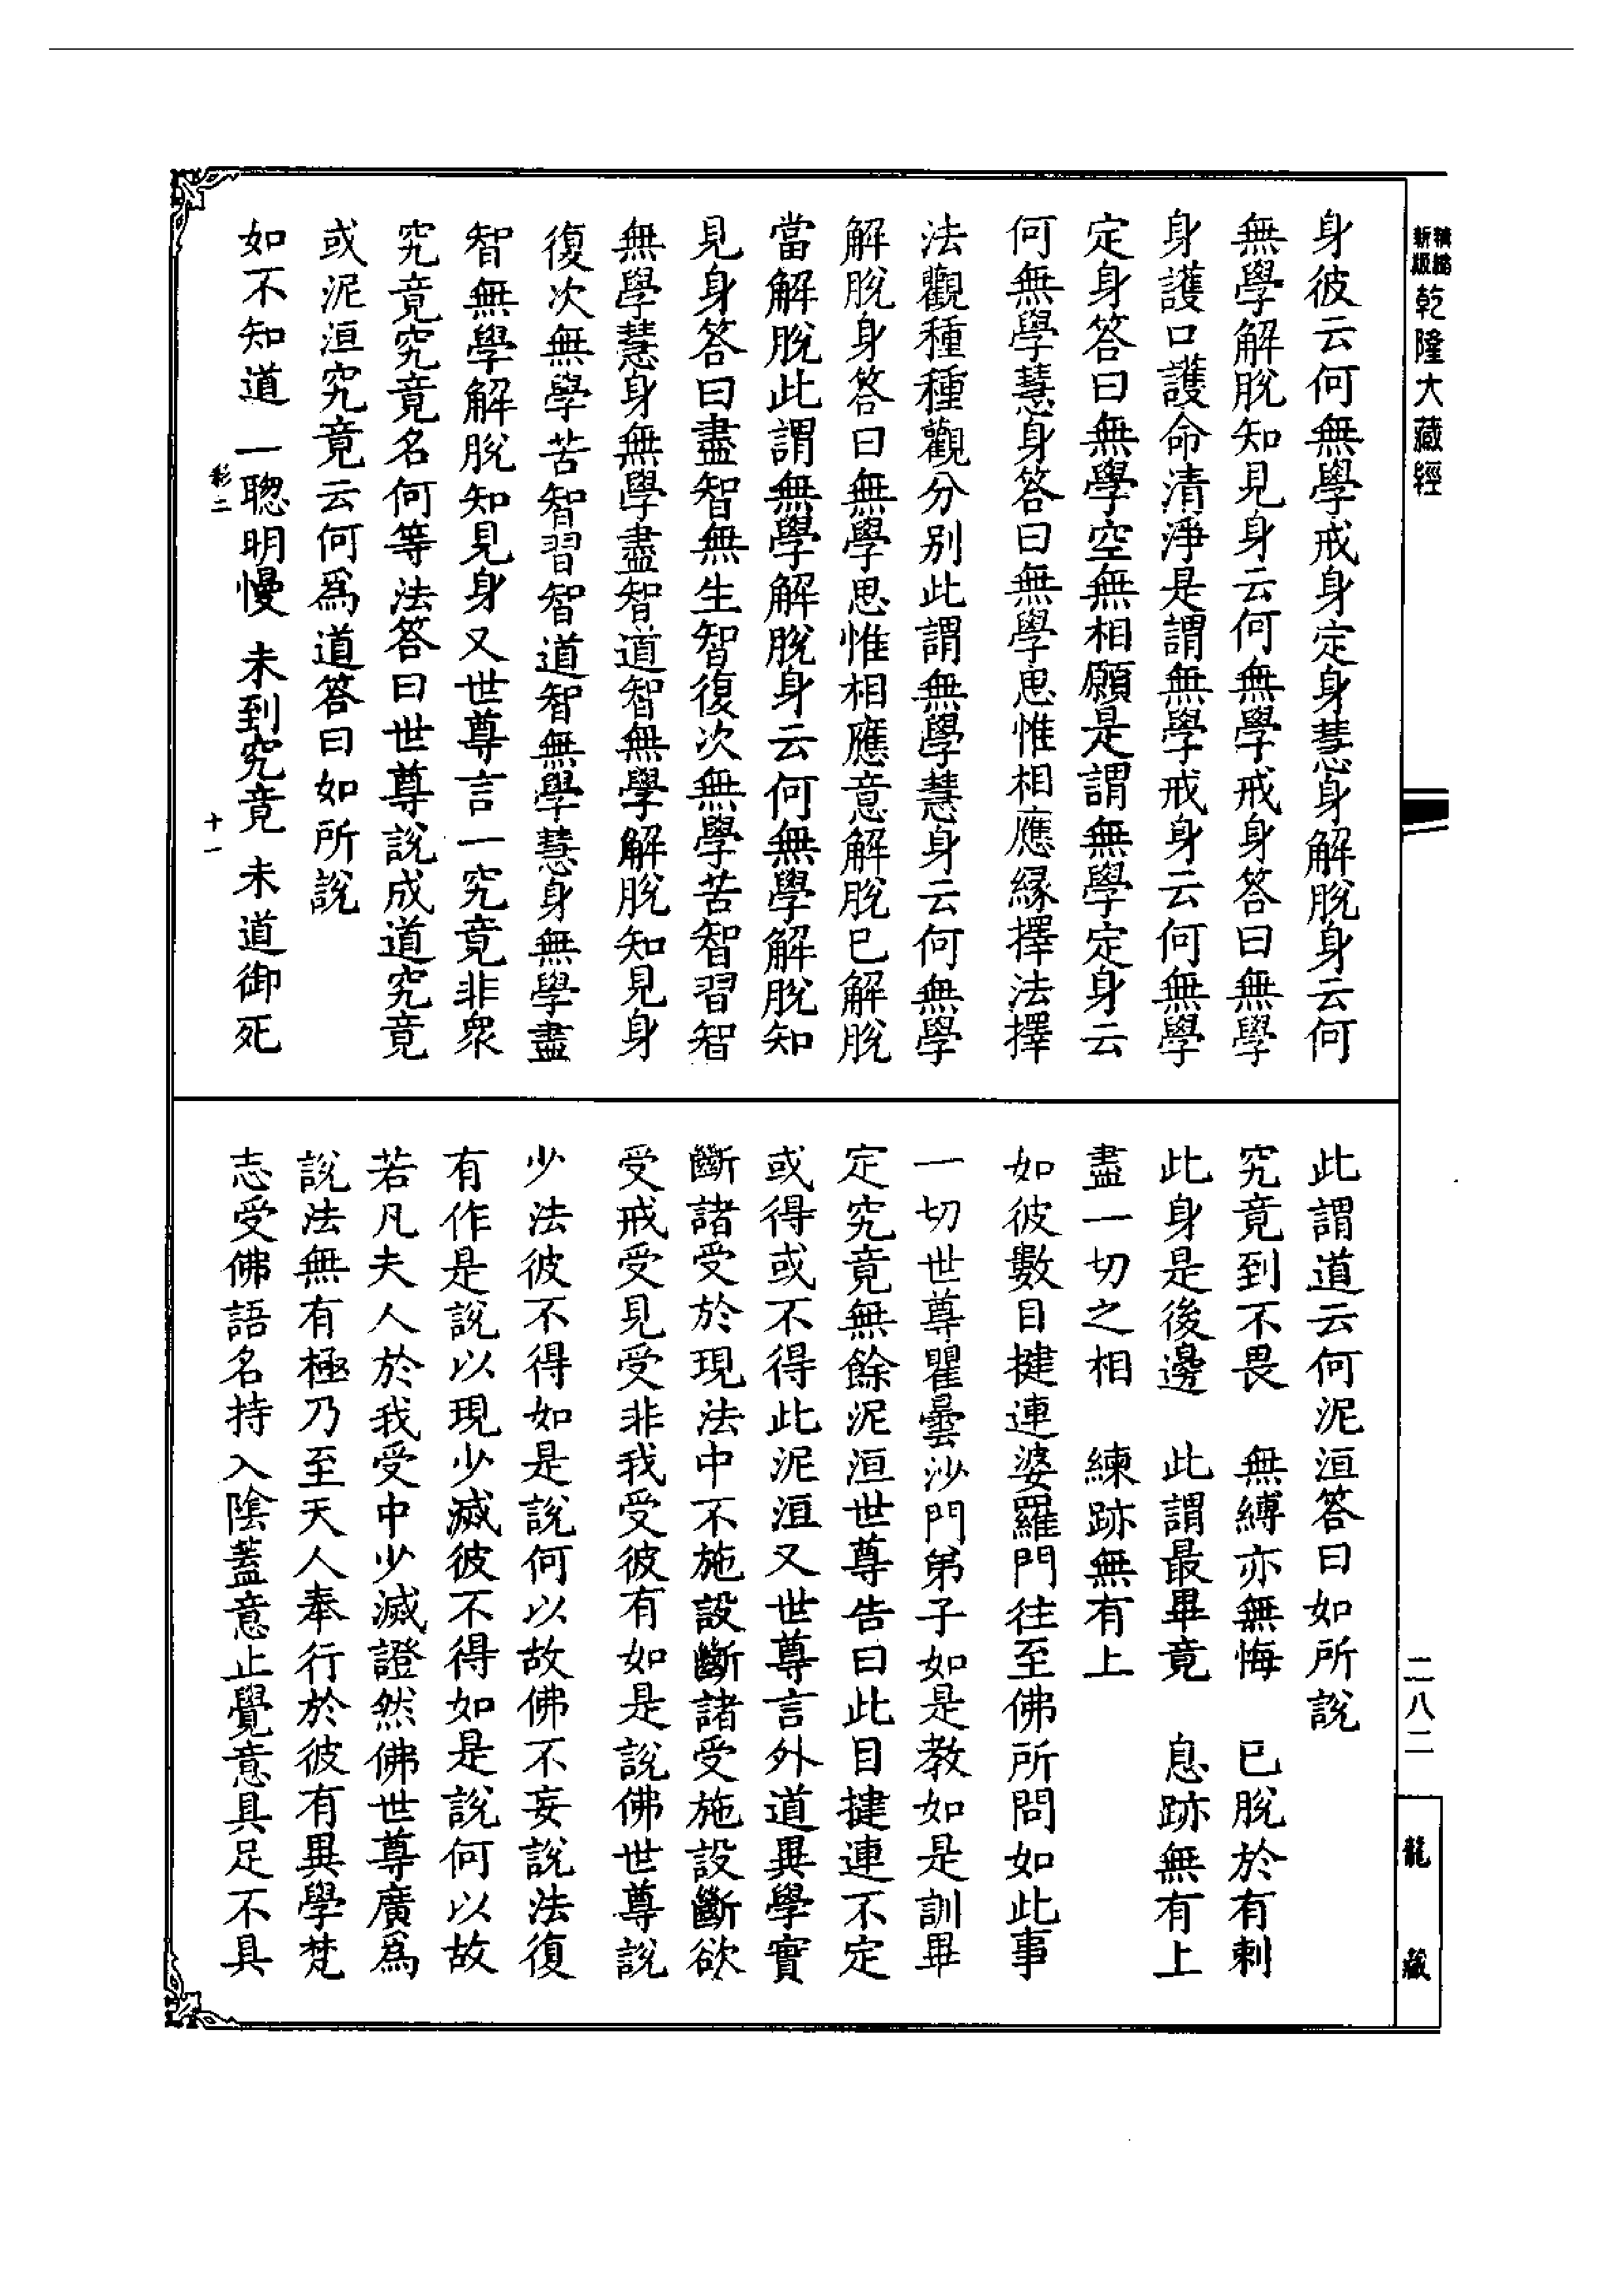 精縮
新版
乾隆大藏經
二八二
龍藏
身彼云何無學戒身定身慧身解脫身云何
無學解脫知見身云何無學戒身答曰無學
身護口護命清淨是謂無學戒身云何無學
定身答曰無學空無相願是謂無學定身云
何無學慧身答曰無學思惟相應緣擇法擇
法觀種種觀分別此謂無學慧身云何無學
解脫身答曰無學思惟相應意解脫已解脫
當解脫此謂無學解脫身云何無學解脫知
見身答曰盡智無生智復次無學苦智習智
無學慧身無學盡智道智無學解脫知見身
復次無學苦智習智道智無學慧身無學盡
智無學解脫知見身又世尊言一究竟非衆
究竟究竟名何等法答曰世尊說成道究竟
或泥洹究竟云何爲道答曰如所說
如不知道 一聰明慢 未到究竟 未道御死
彩二 十一
此謂道云何泥洹答曰如所說
究竟到不畏 無縛亦無悔 已脫於有刺
此身是後邊 此謂最畢竟 息跡無有上
盡一切之相 練跡無有上
如彼數目揵連婆羅門往至佛所問如此事
一切世尊瞿曇沙門弟子如是教如是訓畢
定究竟無餘泥洹世尊告曰此目揵連不定
或得或不得此泥洹又世尊言外道異學實
斷諸受於現法中不施設斷諸受施設斷欲
受戒受見受非我受彼有如是說佛世尊說
少法彼不得如是說何以故佛不妄說法復
有作是說以現少滅彼不得如是說何以故
若凡夫人於我受中少滅證然佛世尊廣爲
說法無有極乃至天人奉行於彼有異學梵
志受佛語名持入陰蓋意止覺意具足不具